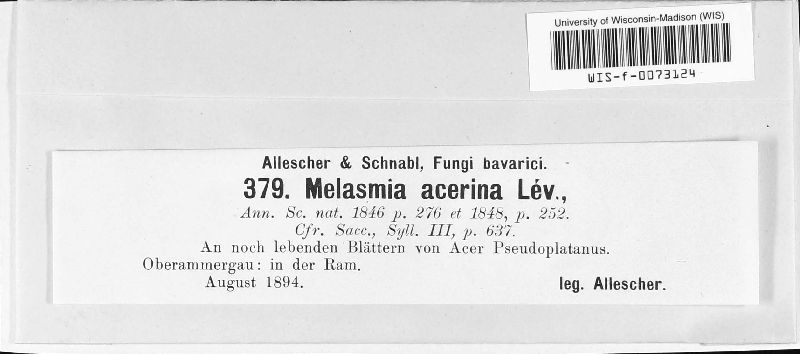 University of Wisconsin-Madison (WIS)
WIS-f-0073124
Allescher & Schnabl, Fungi bavarici.
379. Melasmia acerina Lév.,
Ann. Sc. nat. 1846 p. 276 et 1848, p. 252.
Cfr. Sacc., Syll. III, p. 637.
An noch lebenden Blättern von Acer Pseudoplatanus.
Oberammergau: in der Ram.
August 1894. leg. Allescher.